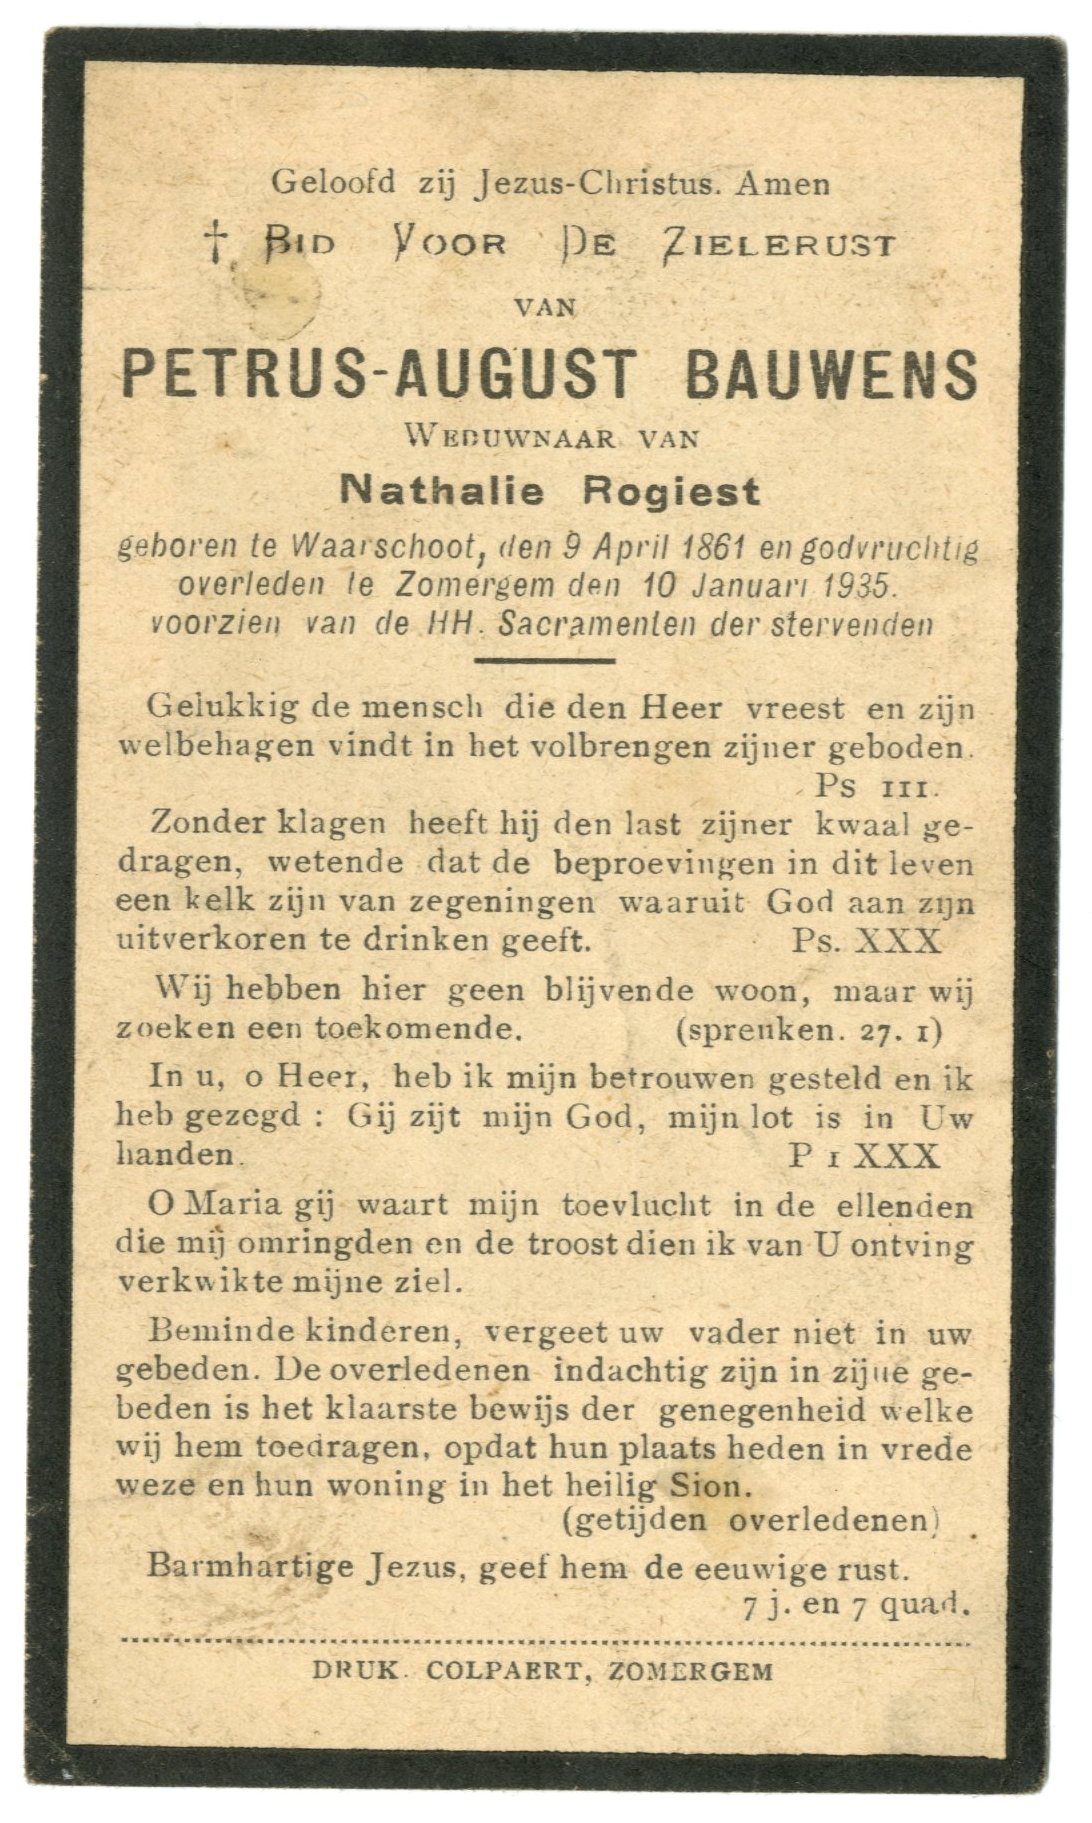 Geloofd zij Jezus-Christus. Amen
† BID VOOR DE ZIELERUST
VAN
PETRUS-AUGUST BAUWENS
WEDUWNAAR VAN
Nathalie Rogiest
geboren te Waarschoot, den 9 April 1861 en godvruchtig
overleden te Zomergem den 10 Januari 1935.
voorzien van de HH. Sacramenten der stervenden
Gelukkig de mensch die den Heer vreest en zijn
welbehagen vindt in het volbrengen zijner geboden.
Ps III.
Zonder klagen heeft hij den last zijner kwaal ge-
dragen, wetende dat de beproevingen in dit leven
een kelk zijn van zegeningen waaruit God aan zijn
uitverkoren te drinken geeft. Ps. XXX
Wij hebben hier geen blijvende woon, maar wij
zoeken een toekomende. (spreuken. 27. 1)
In u, o Heer, heb ik mijn betrouwen gesteld en ik
heb gezegd : Gij zijt mijn God, mijn lot is in Uw
handen. P I XXX
O Maria gij waart mijn toevlucht in de ellenden
die mij omringden en de troost dien ik van U ontving
verkwikte mijne ziel.
Beminde kinderen, vergeet uw vader niet in uw
gebeden. De overledenen indachtig zijn in zijne ge-
beden is het klaarste bewijs der genegenheid welke
wij hem toedragen, opdat hun plaats heden in vrede
weze en hun woning in het heilig Sion.
(getijden overledenen)
Barmhartige Jezus, geef hem de eeuwige rust.
7 j. en 7 quad.
DRUK. COLPAERT, ZOMERGEM